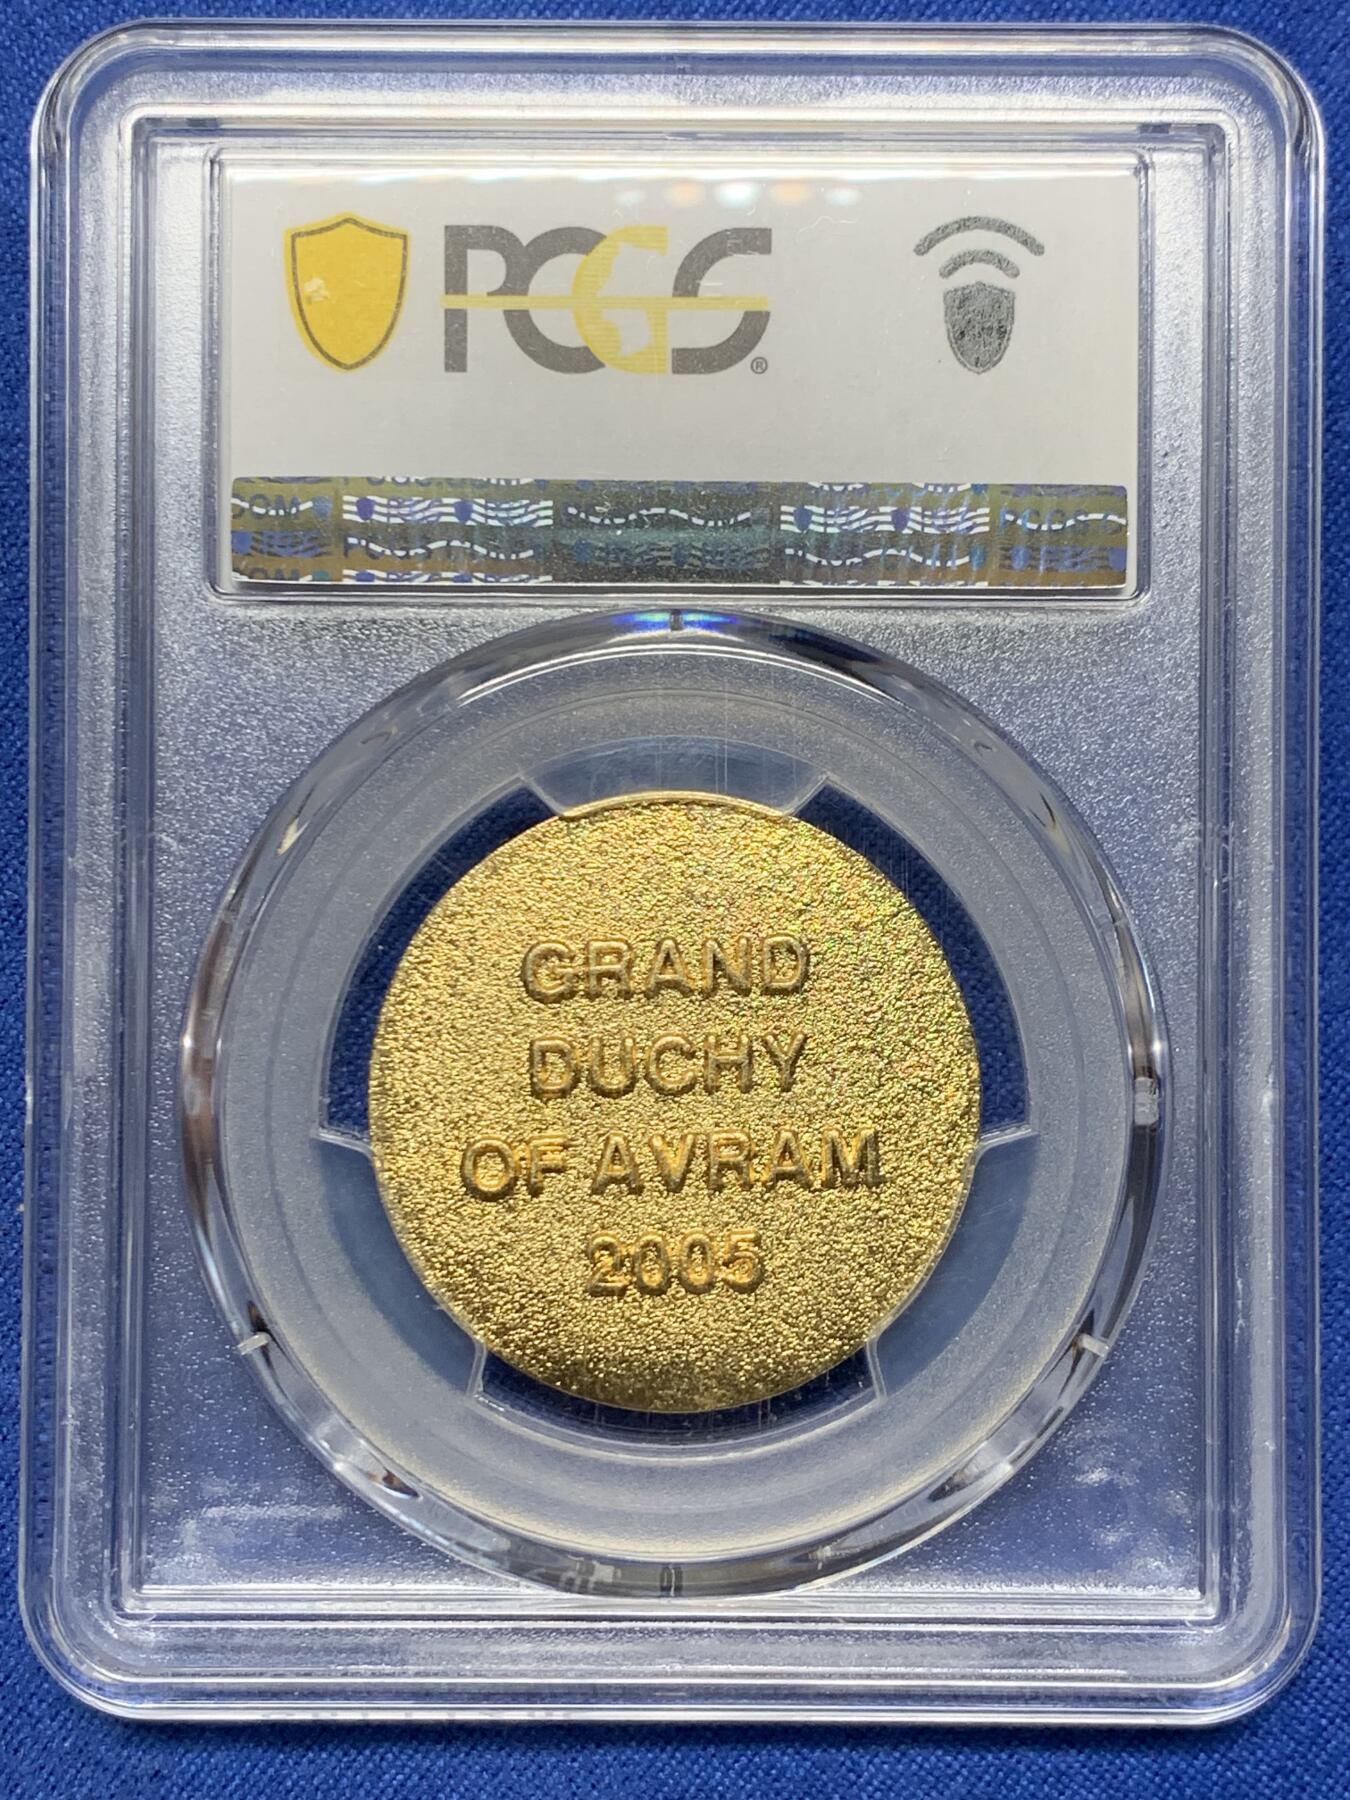 PCGS®
GRAND
DUCHY
OF AVRAM
2005